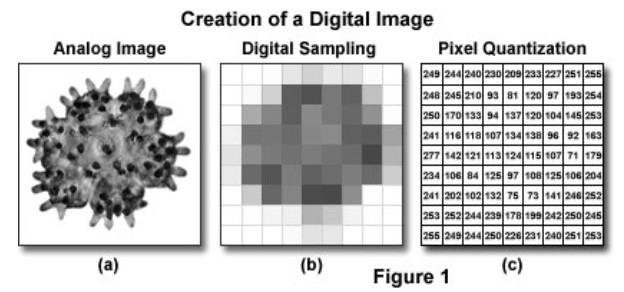 Creation of a Digital Image
Analog Image Digital Sampling Pixel Quantization
249 244 240 230 209 233 227 251 255
248 245 210 93 81 120 97 193 254
250 170 133 94 137 120 104 145 253
241 116 118 107 134 138 96 92 163
277 142 121 113 124 115 107 71 179
234 106 84 125 97 108 125 106 204
241 202 102 132 75 73 141 246 252
253 252 244 239 178 199 242 250 245
255 249 244 250 226 231 240 251 253
(a) (b) (c)
Figure 1